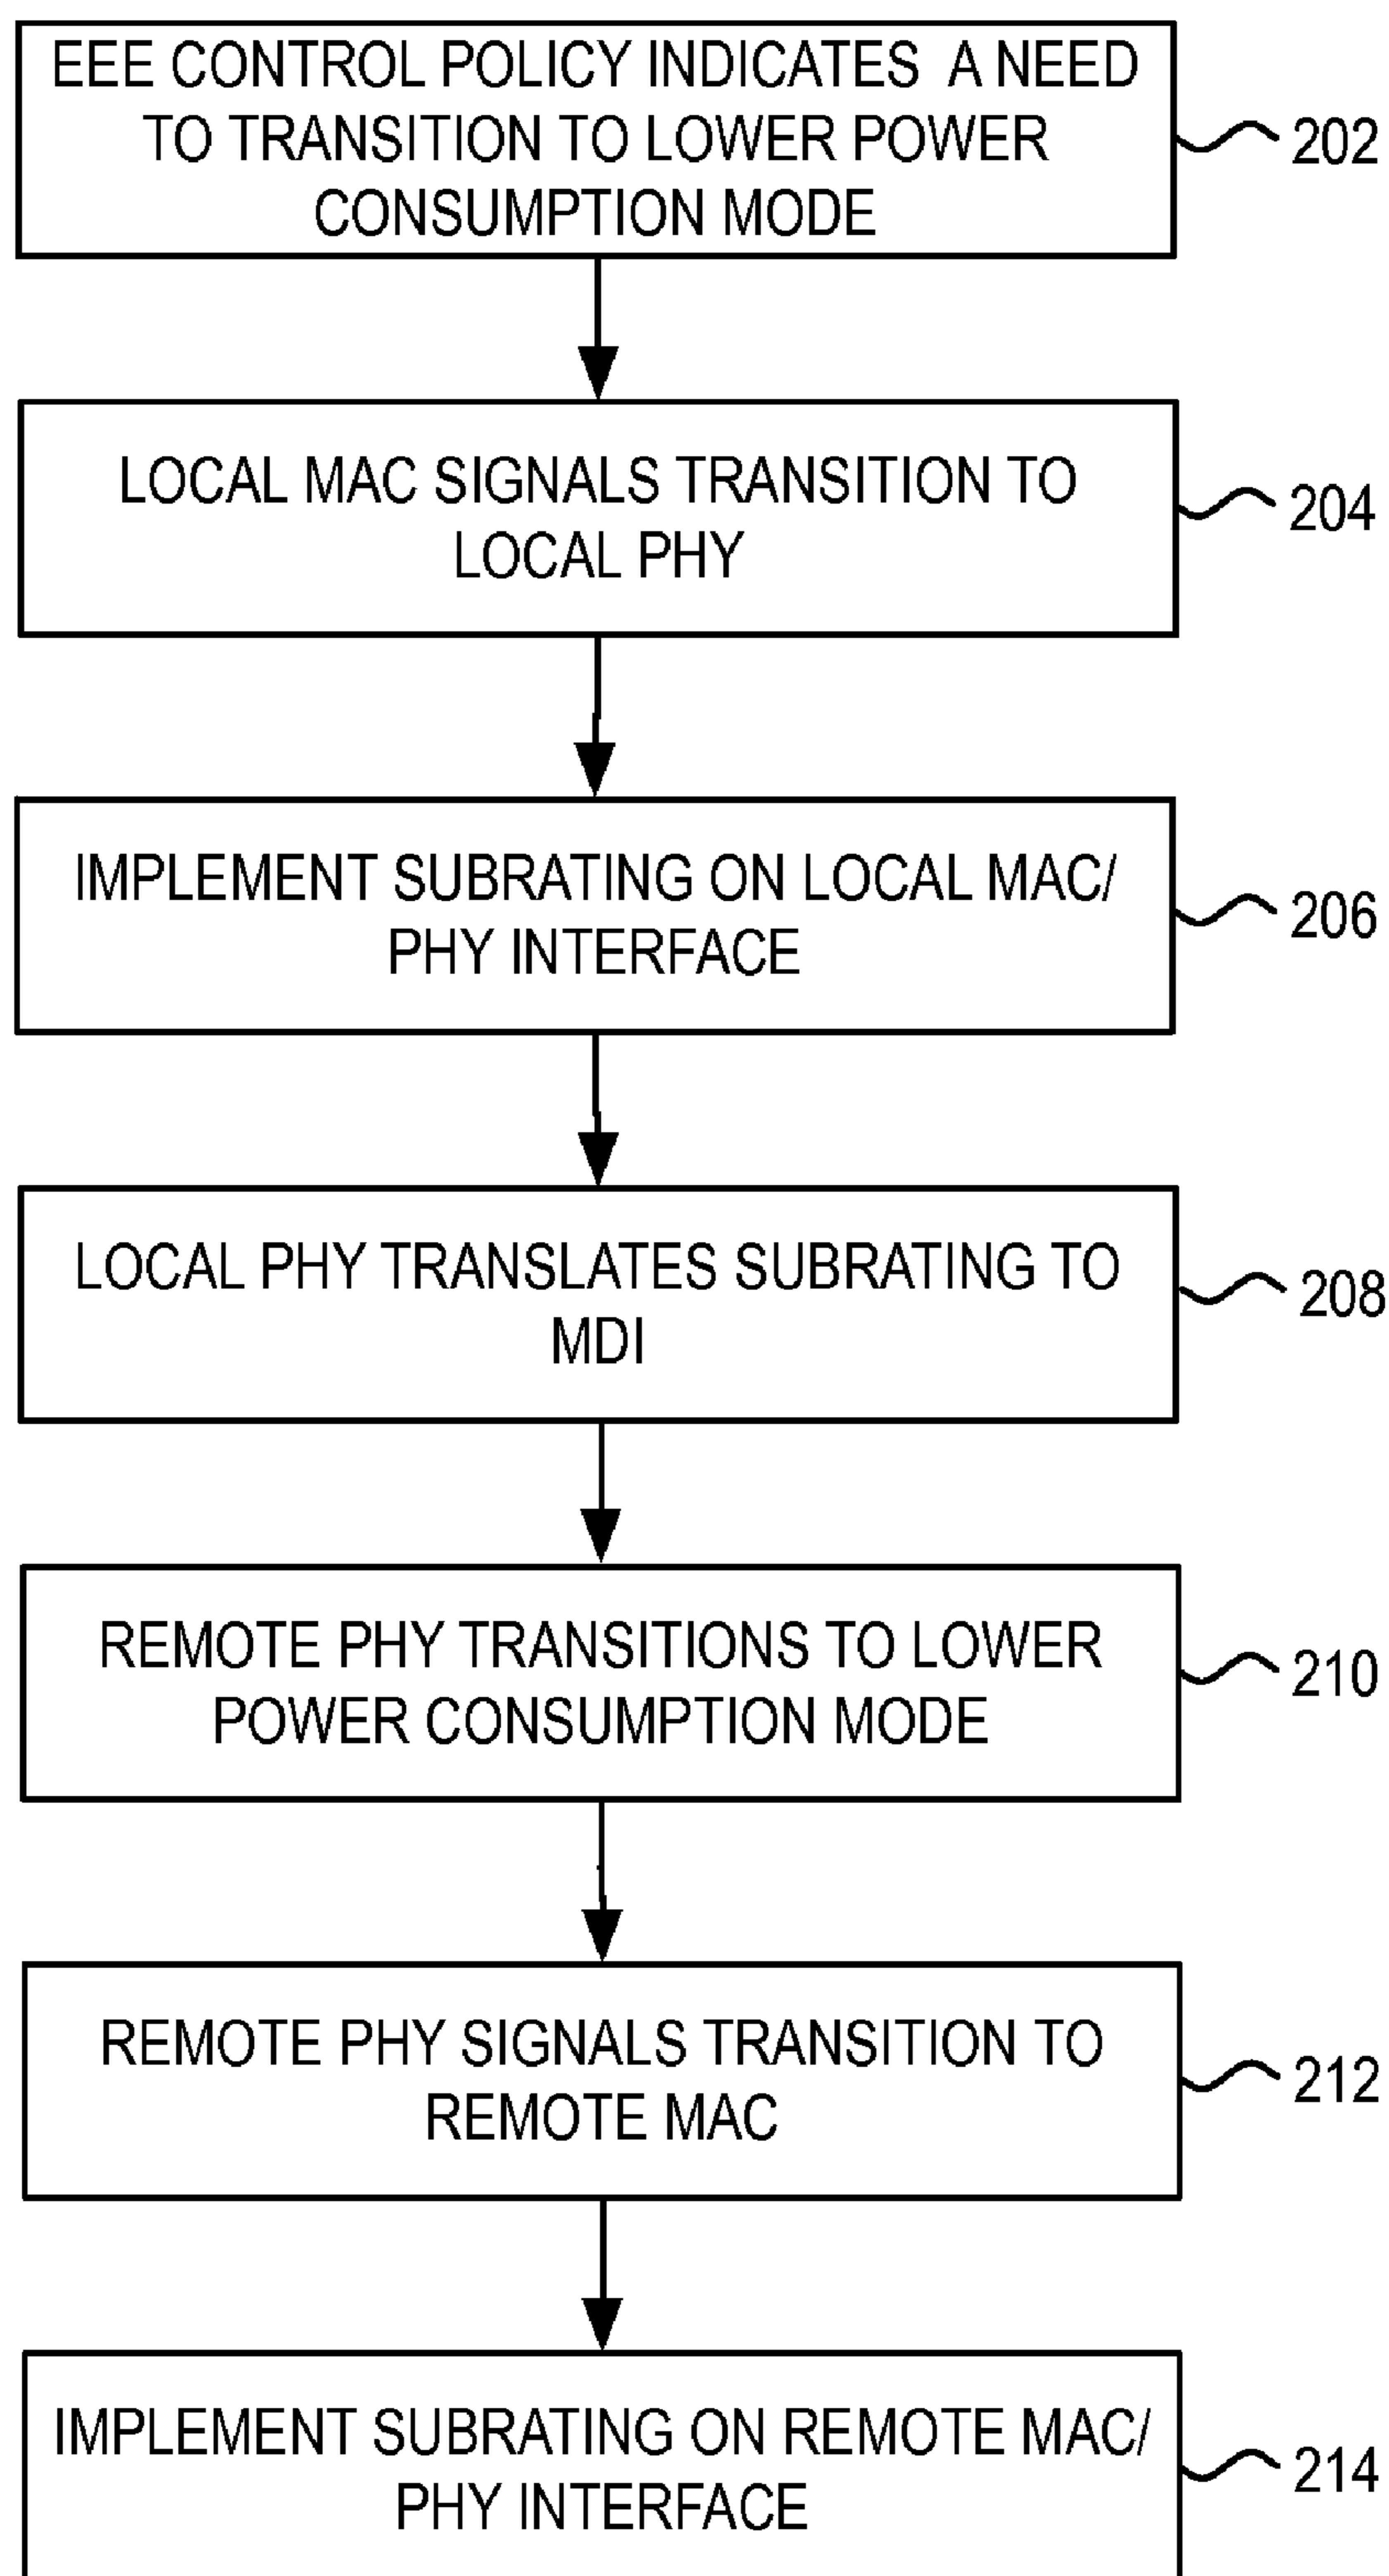 EEE CONTROL POLICY INDICATES A NEED
TO TRANSITION TO LOWER POWER
CONSUMPTION MODE
202
LOCAL MAC SIGNALS TRANSITION TO
LOCAL PHY
204
IMPLEMENT SUBRATING ON LOCAL MAC/
PHY INTERFACE
206
LOCAL PHY TRANSLATES SUBRATING TO
MDI
208
REMOTE PHY TRANSITIONS TO LOWER
POWER CONSUMPTION MODE
210
REMOTE PHY SIGNALS TRANSITION TO
REMOTE MAC
212
IMPLEMENT SUBRATING ON REMOTE MAC/
PHY INTERFACE
214